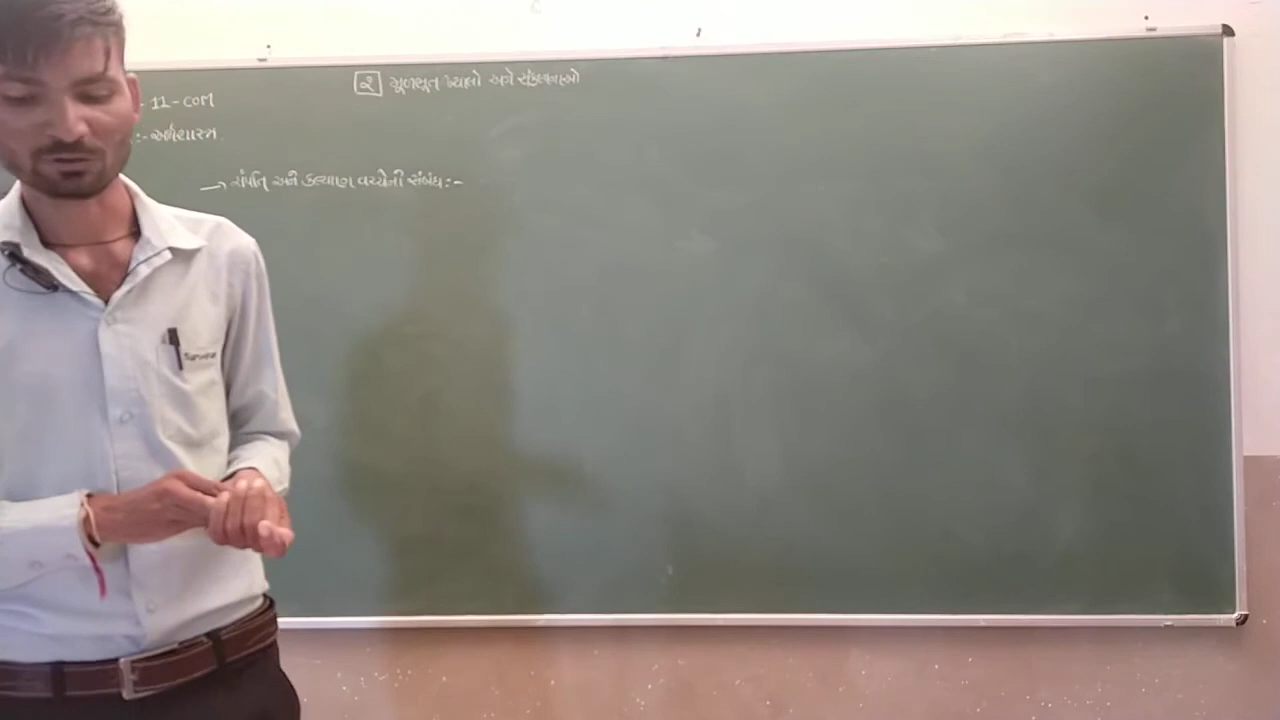 ૨ મુળભૂત ખ્યાલો અને સંકલ્પનાઓ
- 11 - COM
:- અર્થશાસ્ત્ર.
→ સંપતિ અને કલ્યાણ વચ્ચેની સંબંધ :-